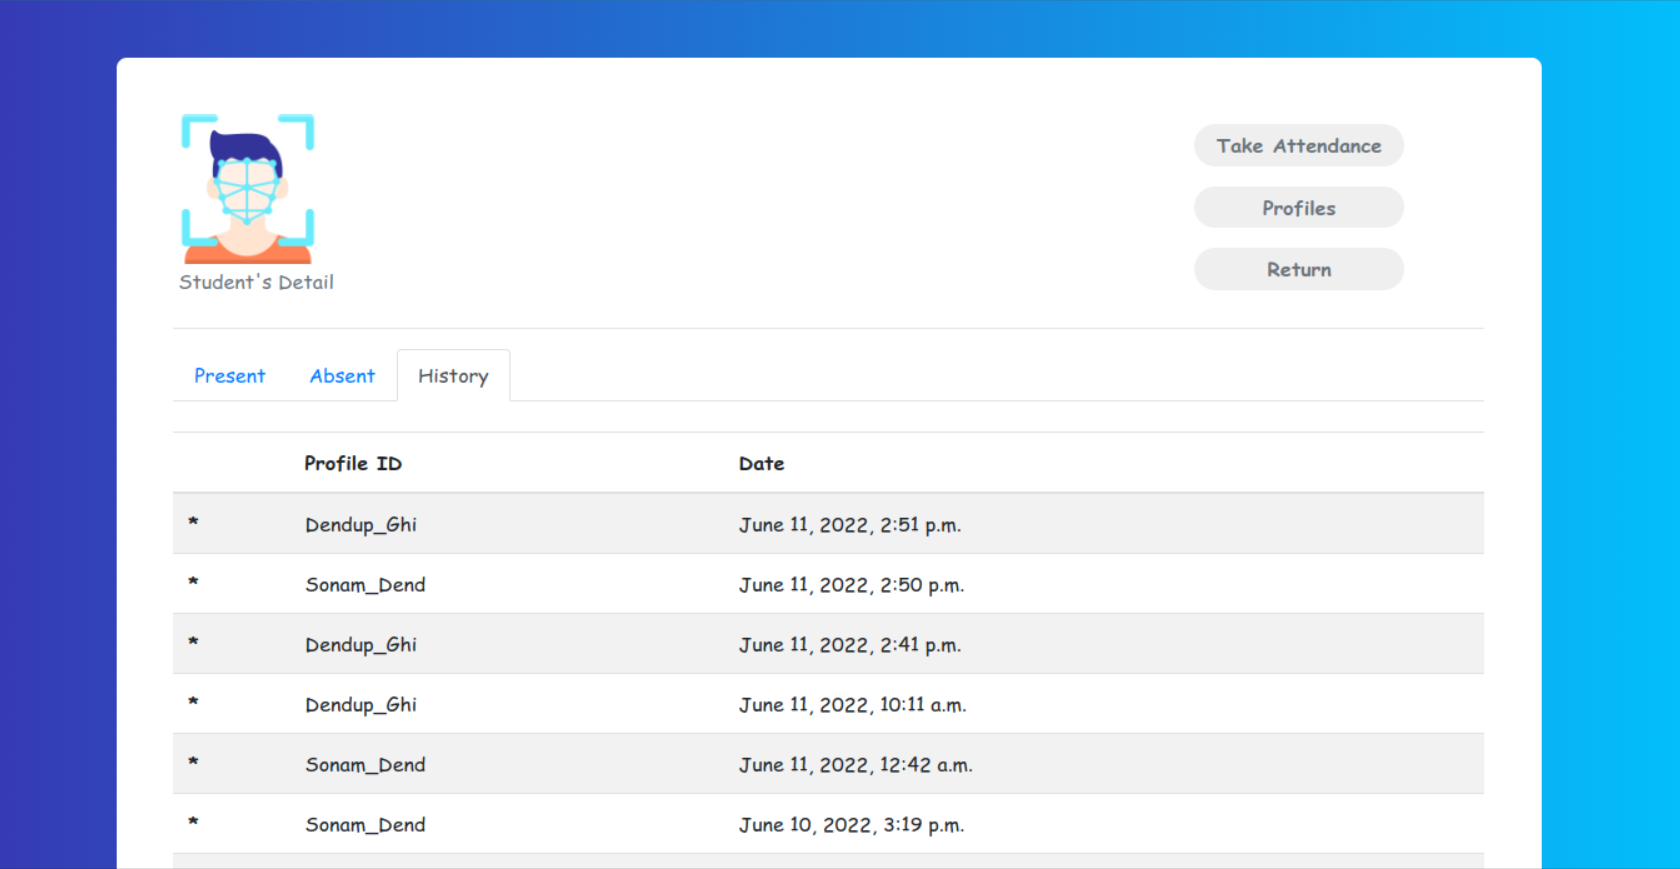 Take Attendance
Profiles
Return
Student's Detail
Present Absent History
Profile ID Date
* Dendup_Ghi June 11, 2022, 2:51 p.m.
* Sonam_Dend June 11, 2022, 2:50 p.m.
* Dendup_Ghi June 11, 2022, 2:41 p.m.
* Dendup_Ghi June 11, 2022, 10:11 a.m.
* Sonam_Dend June 11, 2022, 12:42 a.m.
* Sonam_Dend June 10, 2022, 3:19 p.m.